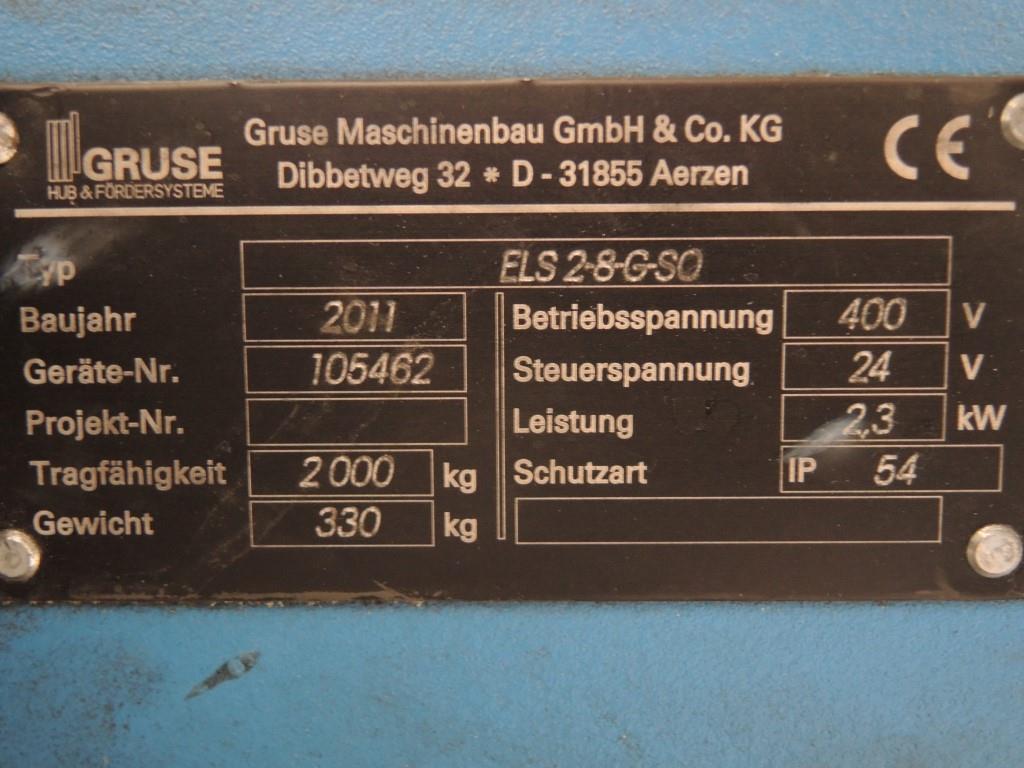 GRUSE
HUB & FÖRDERSYSTEME
Gruse Maschinenbau GmbH & Co. KG
Dibbetweg 32 * D - 31855 Aerzen
CE
Typ ELS 2-8-G-SO
Baujahr 2011
Geräte-Nr. 105462
Projekt-Nr.
Tragfähigkeit 2 000 kg
Gewicht 330 kg
Betriebsspannung 400 V
Steuerspannung 24 V
Leistung 2,3 kW
Schutzart IP 54